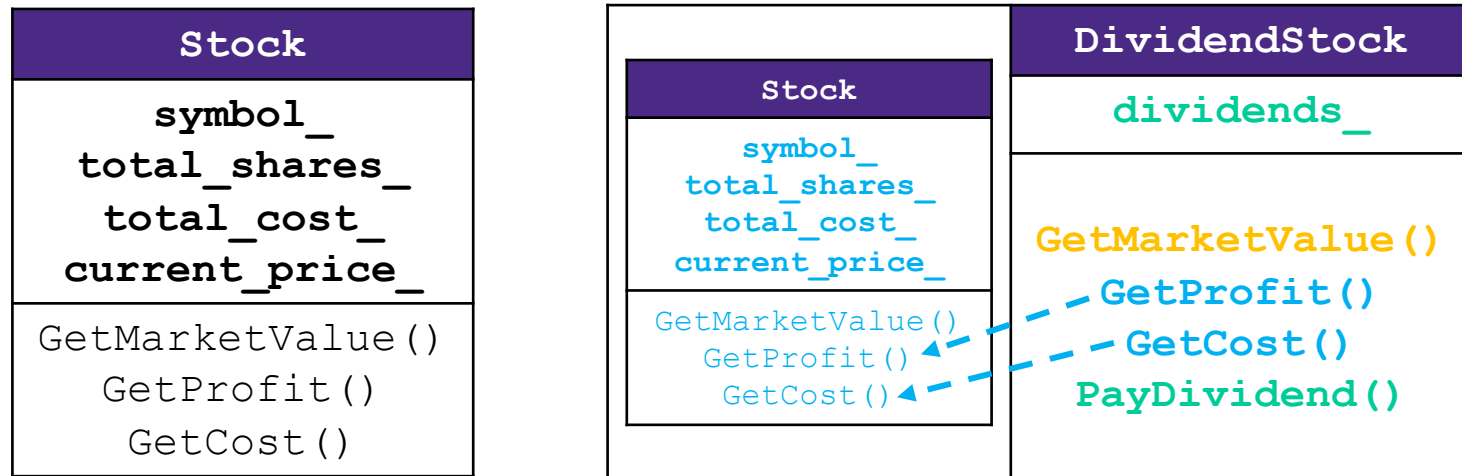 Stock
symbol_
total_shares_
total_cost_
current_price_
GetMarketValue()
GetProfit()
GetCost()
Stock
symbol_
total_shares_
total_cost_
current_price_
GetMarketValue()
GetProfit()
GetCost()
DividendStock
dividends_
GetMarketValue()
GetProfit()
GetCost()
PayDividend()